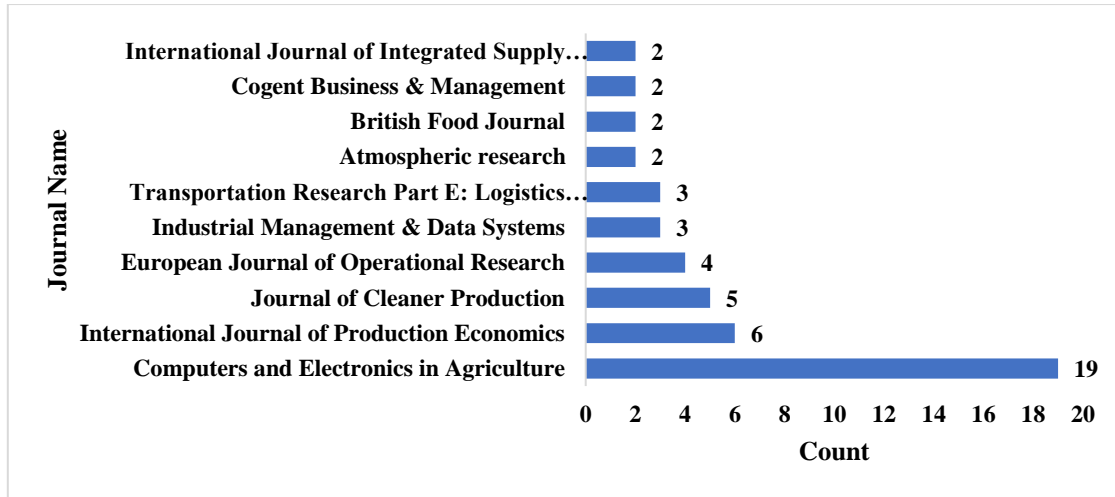 International Journal of Integrated Supply… 2
Cogent Business & Management 2
British Food Journal 2
Atmospheric research 2
Transportation Research Part E: Logistics… 3
Industrial Management & Data Systems 3
European Journal of Operational Research 4
Journal of Cleaner Production 5
International Journal of Production Economics 6
Computers and Electronics in Agriculture 19
0 2 4 6 8 10 12 14 16 18 20
Count
Journal Name